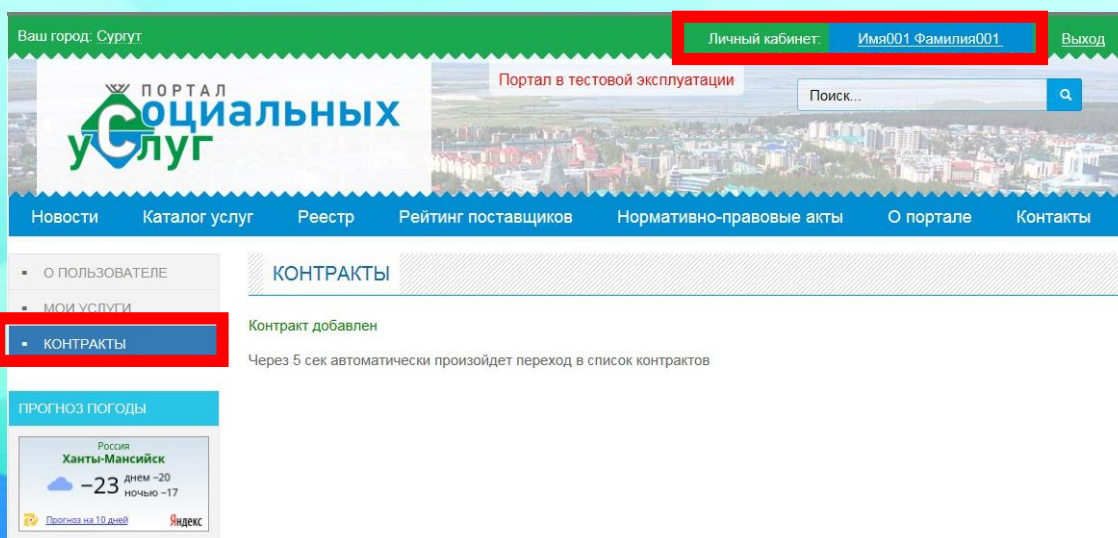 Ваш город: Сургут
Личный кабинет: Имя001 Фамилия001 Выход
Портал в тестовой эксплуатации
ПОРТАЛ
Социальных
услуг
Поиск...
Новости Каталог услуг Реестр Рейтинг поставщиков Нормативно-правовые акты О портале Контакты
О ПОЛЬЗОВАТЕЛЕ
МОИ УСЛУГИ
КОНТРАКТЫ
КОНТРАКТЫ
Контракт добавлен
Через 5 сек автоматически произойдет переход в список контрактов
ПРОГНОЗ ПОГОДЫ
Россия
Ханты-Мансийск
−23 днем −20
ночью −17
Прогноз на 10 дней Яндекс